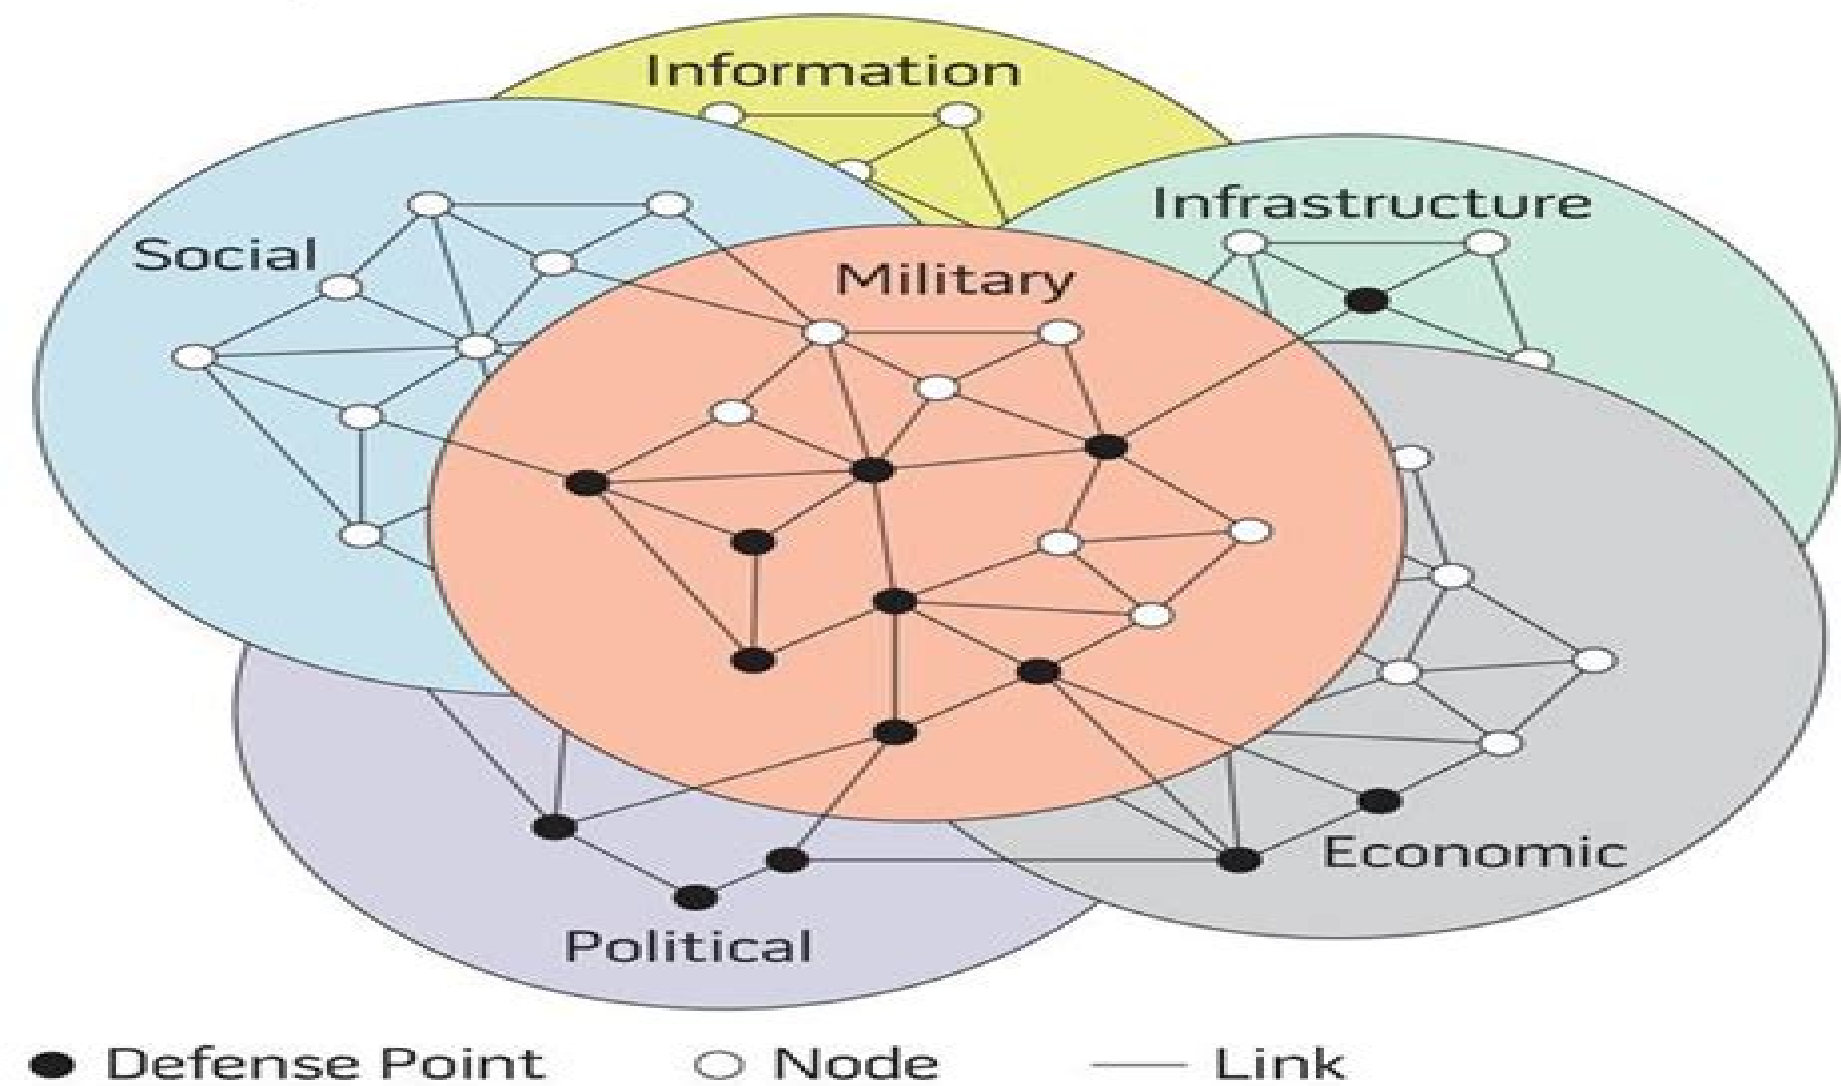 Information
Infrastructure
Social
Military
Economic
Political
Defense Point Node Link